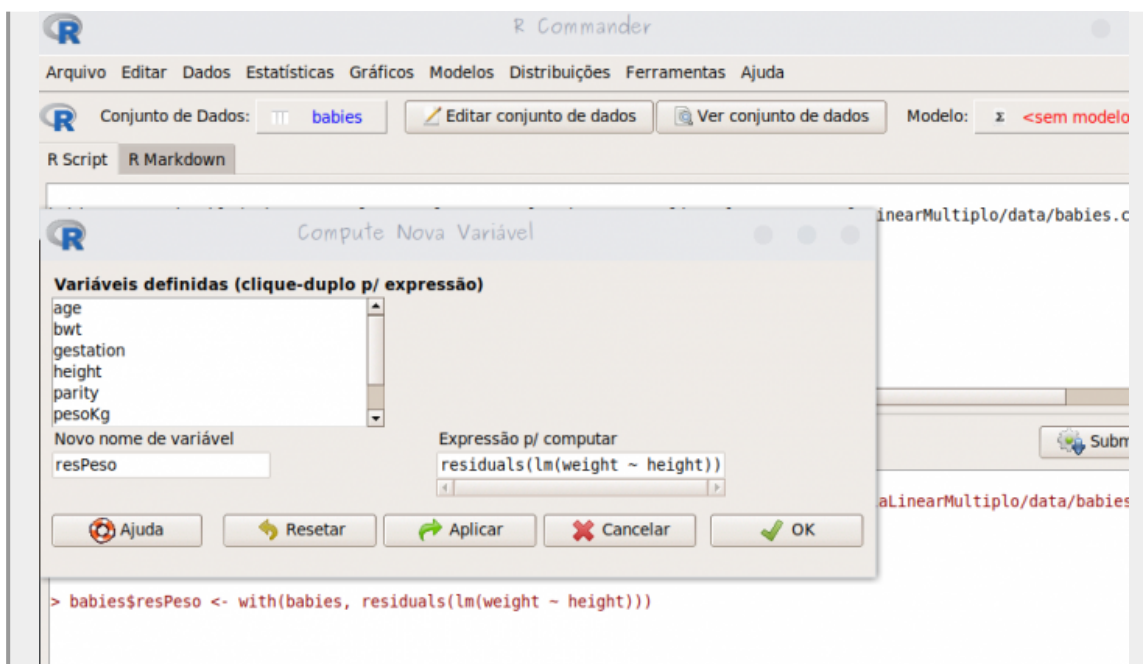 R Commander
Arquivo Editar Dados Estatísticas Gráficos Modelos Distribuições Ferramentas Ajuda
R Conjunto de Dados: babies Editar conjunto de dados Ver conjunto de dados Modelo: Σ <sem modelo
R Script R Markdown
inearMultiplo/data/babies.c
R Compute Nova Variável
Variáveis definidas (clique-duplo p/ expressão)
age
bwt
gestation
height
parity
pesoKg
Novo nome de variável Expressão p/ computar
resPeso residuals(lm(weight ~ height))
Subm
aLinearMultiplo/data/babies
Ajuda Resetar Aplicar Cancelar OK
> babies$resPeso <- with(babies, residuals(lm(weight ~ height)))